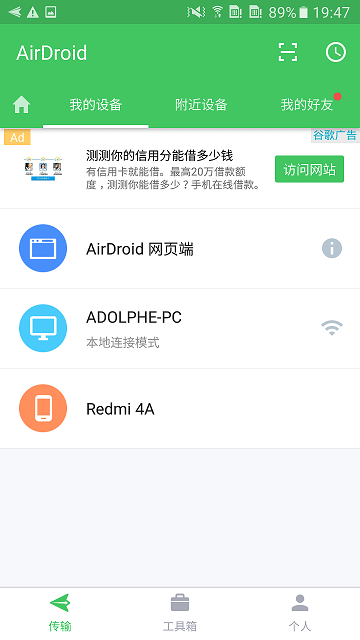 89% 19:47
AirDroid
我的设备 附近设备 我的好友
Ad 谷歌广告
测测你的信用分能借多少钱
有信用卡就能借。最高20万借款额
度，测测你能借多少？手机在线借款。
访问网站
AirDroid 网页端
ADOLPHE-PC
本地连接模式
Redmi 4A
传输 工具箱 个人